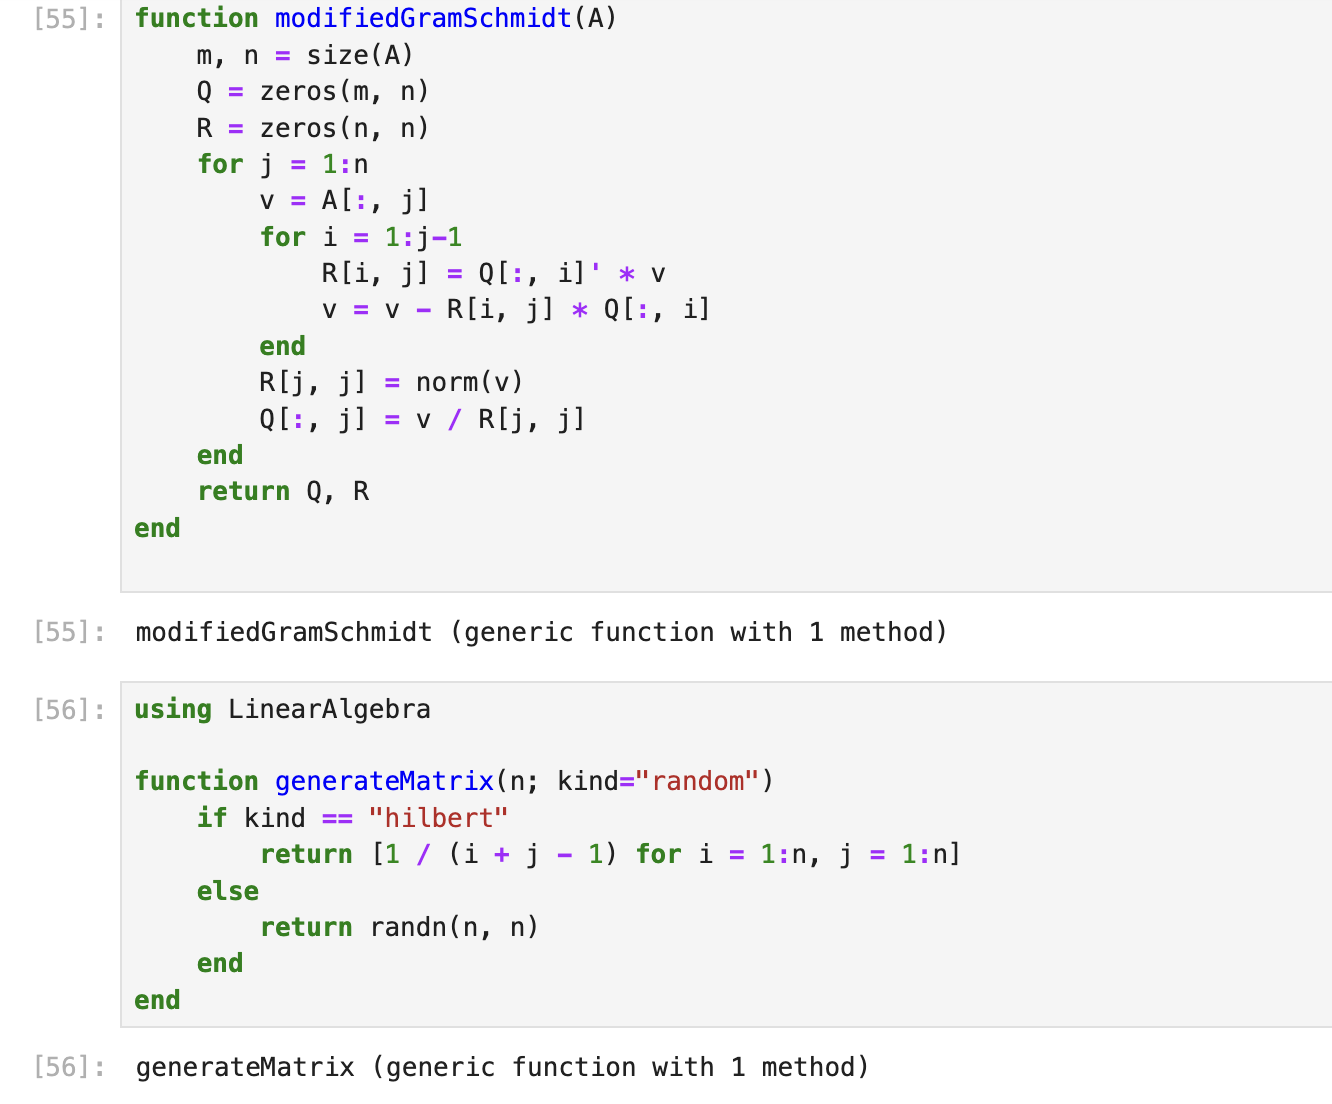 [55]: function modifiedGramSchmidt(A)
    m, n = size(A)
    Q = zeros(m, n)
    R = zeros(n, n)
    for j = 1:n
        v = A[:, j]
        for i = 1:j-1
            R[i, j] = Q[:, i]' * v
            v = v - R[i, j] * Q[:, i]
        end
        R[j, j] = norm(v)
        Q[:, j] = v / R[j, j]
    end
    return Q, R
end
[55]: modifiedGramSchmidt (generic function with 1 method)
[56]: using LinearAlgebra
function generateMatrix(n; kind="random")
    if kind == "hilbert"
        return [1 / (i + j - 1) for i = 1:n, j = 1:n]
    else
        return randn(n, n)
    end
end
[56]: generateMatrix (generic function with 1 method)